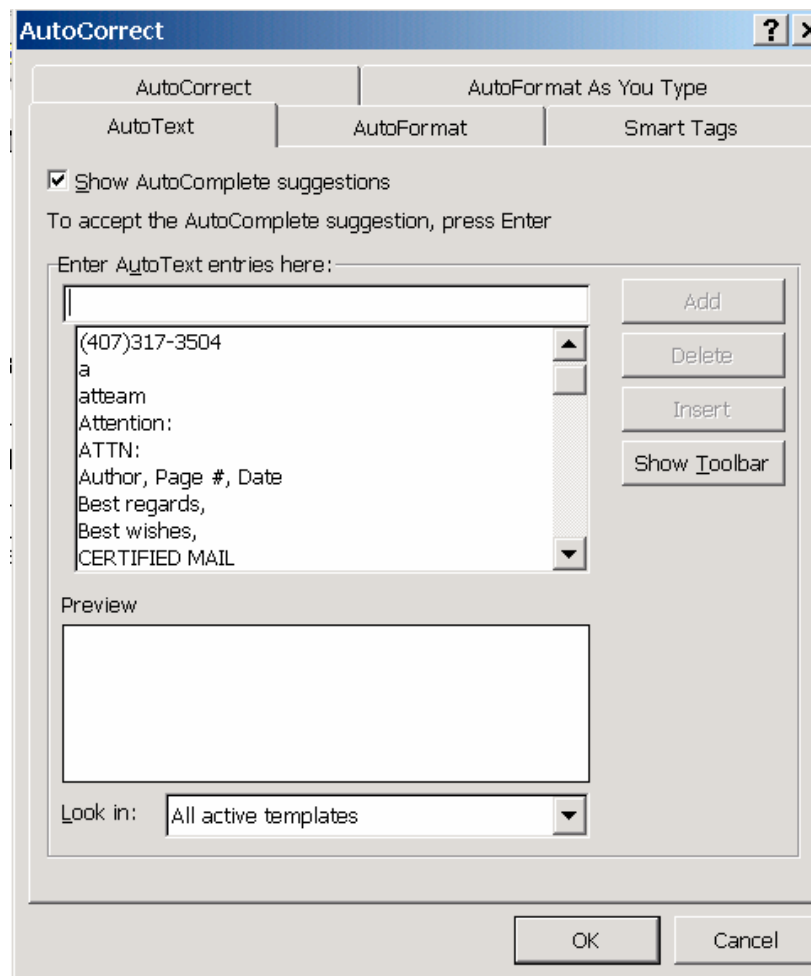 AutoCorrect
AutoCorrect AutoFormat As You Type
AutoText AutoFormat Smart Tags
Show AutoComplete suggestions
To accept the AutoComplete suggestion, press Enter
Enter AutoText entries here:
Add
(407)317-3504
a
Delete
atteam
Attention:
Insert
ATTN:
Show Toolbar
Author, Page #, Date
Best regards,
Best wishes,
CERTIFIED MAIL
Preview
Look in: All active templates
OK Cancel